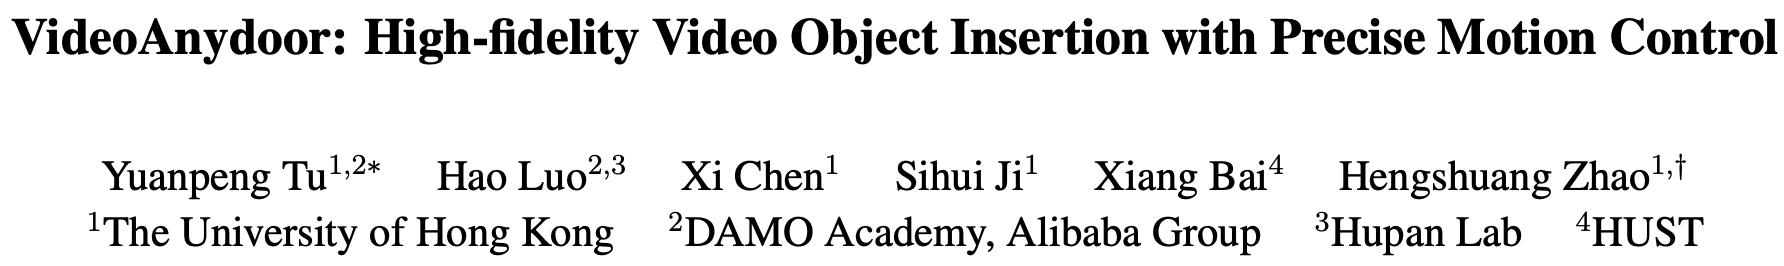 VideoAnydoor: High-fidelity Video Object Insertion with Precise Motion Control
Yuanpeng Tu1,2* Hao Luo2,3 Xi Chen1 Sihui Ji1 Xiang Bai4 Hengshuang Zhao1,†
1The University of Hong Kong 2DAMO Academy, Alibaba Group 3Hupan Lab 4HUST